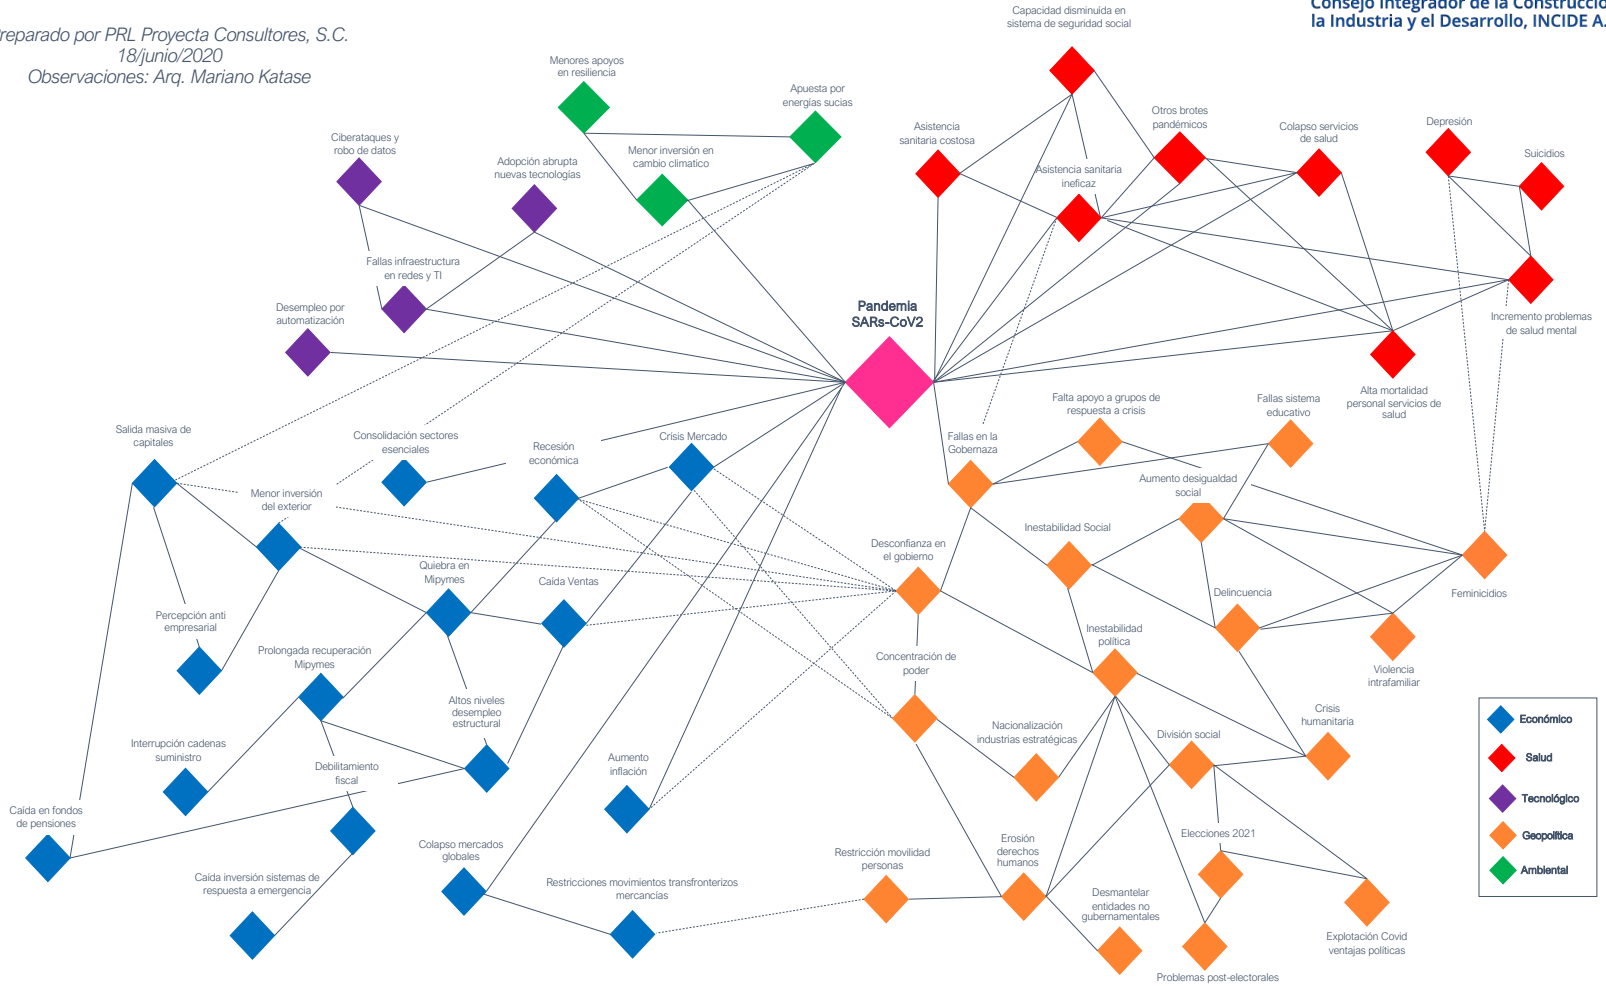 reparado por PRL Proyecta Consultores, S.C.
18/junio/2020
Observaciones: Arq. Mariano Katase
Consejo Integrador de la Construcció
la Industria y el Desarrollo, INCIDE A.
Capacidad disminuida en
sistema de seguridad social
Menores apoyos
en resiliencia
Apuesta por
energías sucias
Ciberataques y
robo de datos
Adopción abrupta
nuevas tecnologías
Menor inversión en
cambio climatico
Asistencia
sanitaria costosa
Otros brotes
pandémicos
Colapso servicios
de salud
Depresión
Suicidios
Asistencia sanitaria
ineficaz
Fallas infraestructura
en redes y TI
Desempleo por
automatización
Pandemia
SARs-CoV2
Incremento problemas
de salud mental
Alta mortalidad
personal servicios de
salud
Salida masiva de
capitales
Consolidación sectores
esenciales
Recesión
económica
Crisis Mercado
Fallas en la
Gobernaza
Falta apoyo a grupos de
respuesta a crisis
Fallas sistema
educativo
Menor inversión
del exterior
Aumento desigualdad
social
Inestabilidad Social
Desconfianza en
el gobierno
Quiebra en
Mipymes
Caída Ventas
Delincuencia
Feminicidios
Percepción anti
empresarial
Inestabilidad
política
Prolongada recuperación
Mipymes
Concentración de
poder
Violencia
intrafamiliar
Altos niveles
desempleo
estructural
Nacionalización
industrias estratégicas
División social
Crisis
humanitaria
Interrupción cadenas
suministro
Debilitamiento
fiscal
Aumento
inflación
Caída en fondos
de pensiones
Colapso mercados
globales
Restricción movilidad
personas
Erosión
derechos
humanos
Elecciones 2021
Caída inversión sistemas de
respuesta a emergencia
Restricciones movimientos transfronterizos
mercancías
Desmantelar
entidades no
gubernamentales
Problemas post-electorales
Explotación Covid
ventajas políticas
Económico
Salud
Tecnológico
Geopolítica
Ambiental